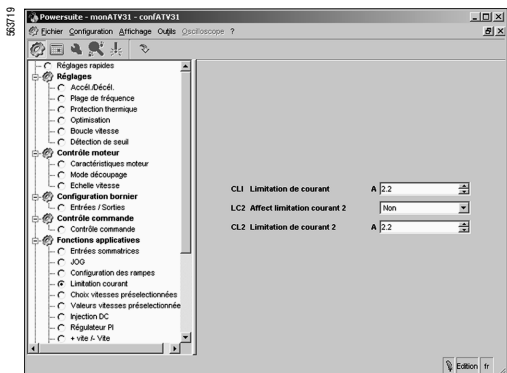 563719
Powersuite - monATV31 - confATV31
Fichier Configuration Affichage Outils Oscilloscope ?
Réglages rapides
Réglages
Accél./Décél.
Plage de fréquence
Protection thermique
Optimisation
Boucle vitesse
Détection de seuil
Contrôle moteur
Caractéristiques moteur
Mode découpage
Echelle vitesse
Configuration bornier
Entrées / Sorties
Contrôle commande
Contrôle commande
Fonctions applicatives
Entrées sommatrices
JOG
Configuration des rampes
Limitation courant
Choix vitesses préselectionnées
Valeurs vitesses préselectionnée
Injection DC
Régulateur PI
+ vite /- Vite
CLI Limitation de courant A 2.2
LC2 Affect limitation courant 2 Non
CL2 Limitation de courant 2 A 2.2
Edition fr